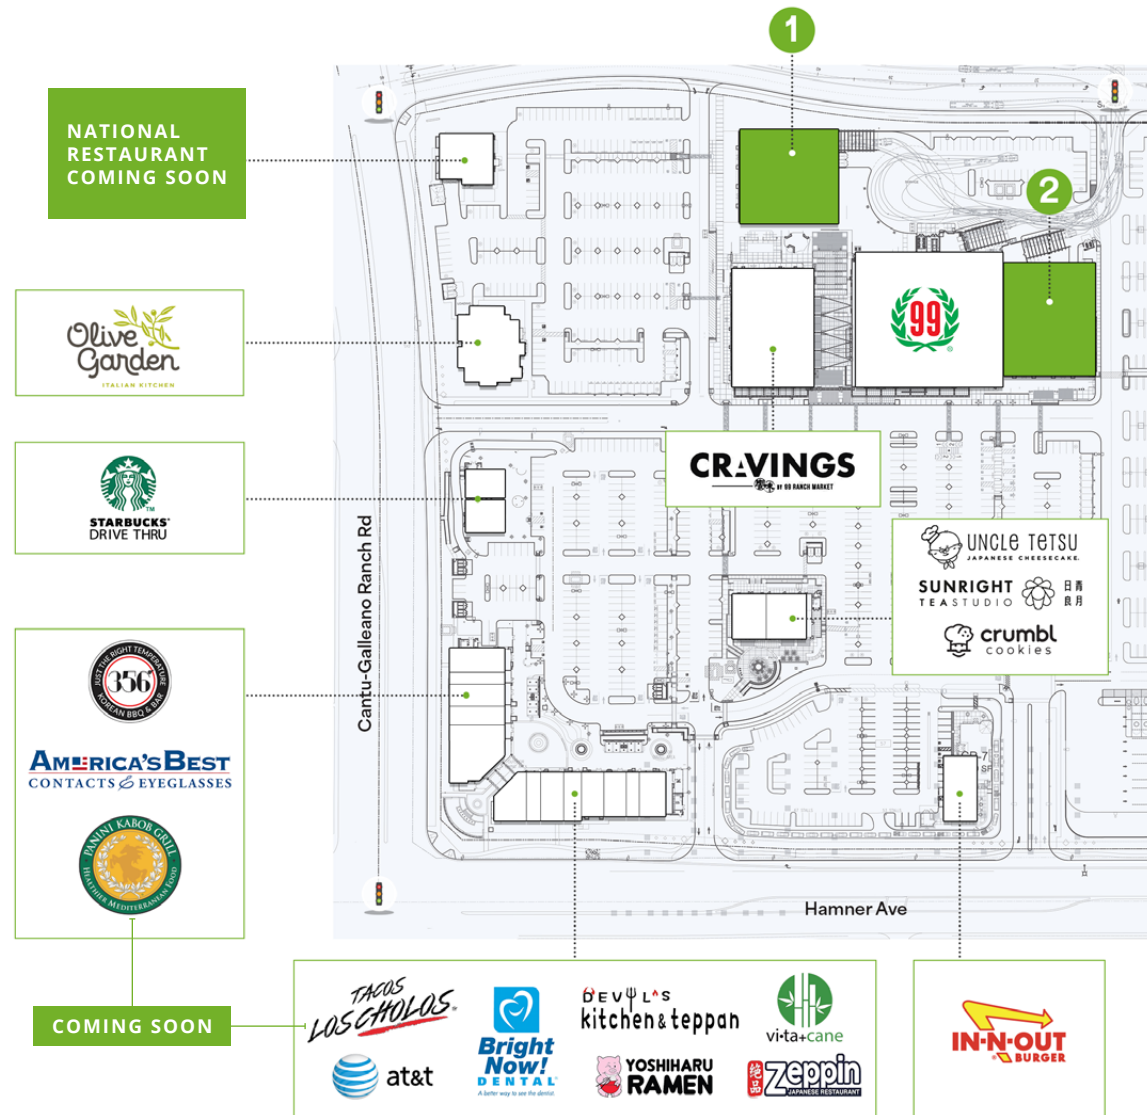 1
NATIONAL
RESTAURANT
COMING SOON
2
Olive
Garden
ITALIAN KITCHEN
99
CRAVINGS
BY 99 RANCH MARKET
STARBUCKS®
DRIVE THRU
TM
Cantu-Galleano Ranch Rd
UNCLE TETSU
JAPANESE CHEESECAKE.
SUNRIGHT
TEASTUDIO
日青
良月
crumbl
cookies
JUST THE RIGHT TEMPERATURE
356°
KOREAN BBQ & BAR
AMERICA'S BEST
CONTACTS & EYEGLASSES
PANINI KABOB GRILL
HEALTHIER MEDITERRANEAN FOOD
7
SF
Hamner Ave
COMING SOON
TACOS
LOS CHOLOS
Bright
Now!
DENTAL
A better way to see the dentist.
DEVIL'S
kitchen & teppan
vi·ta+cane
at&t
YOSHIHARU
RAMEN
Zeppin
JAPANESE RESTAURANT
IN-N-OUT
BURGER